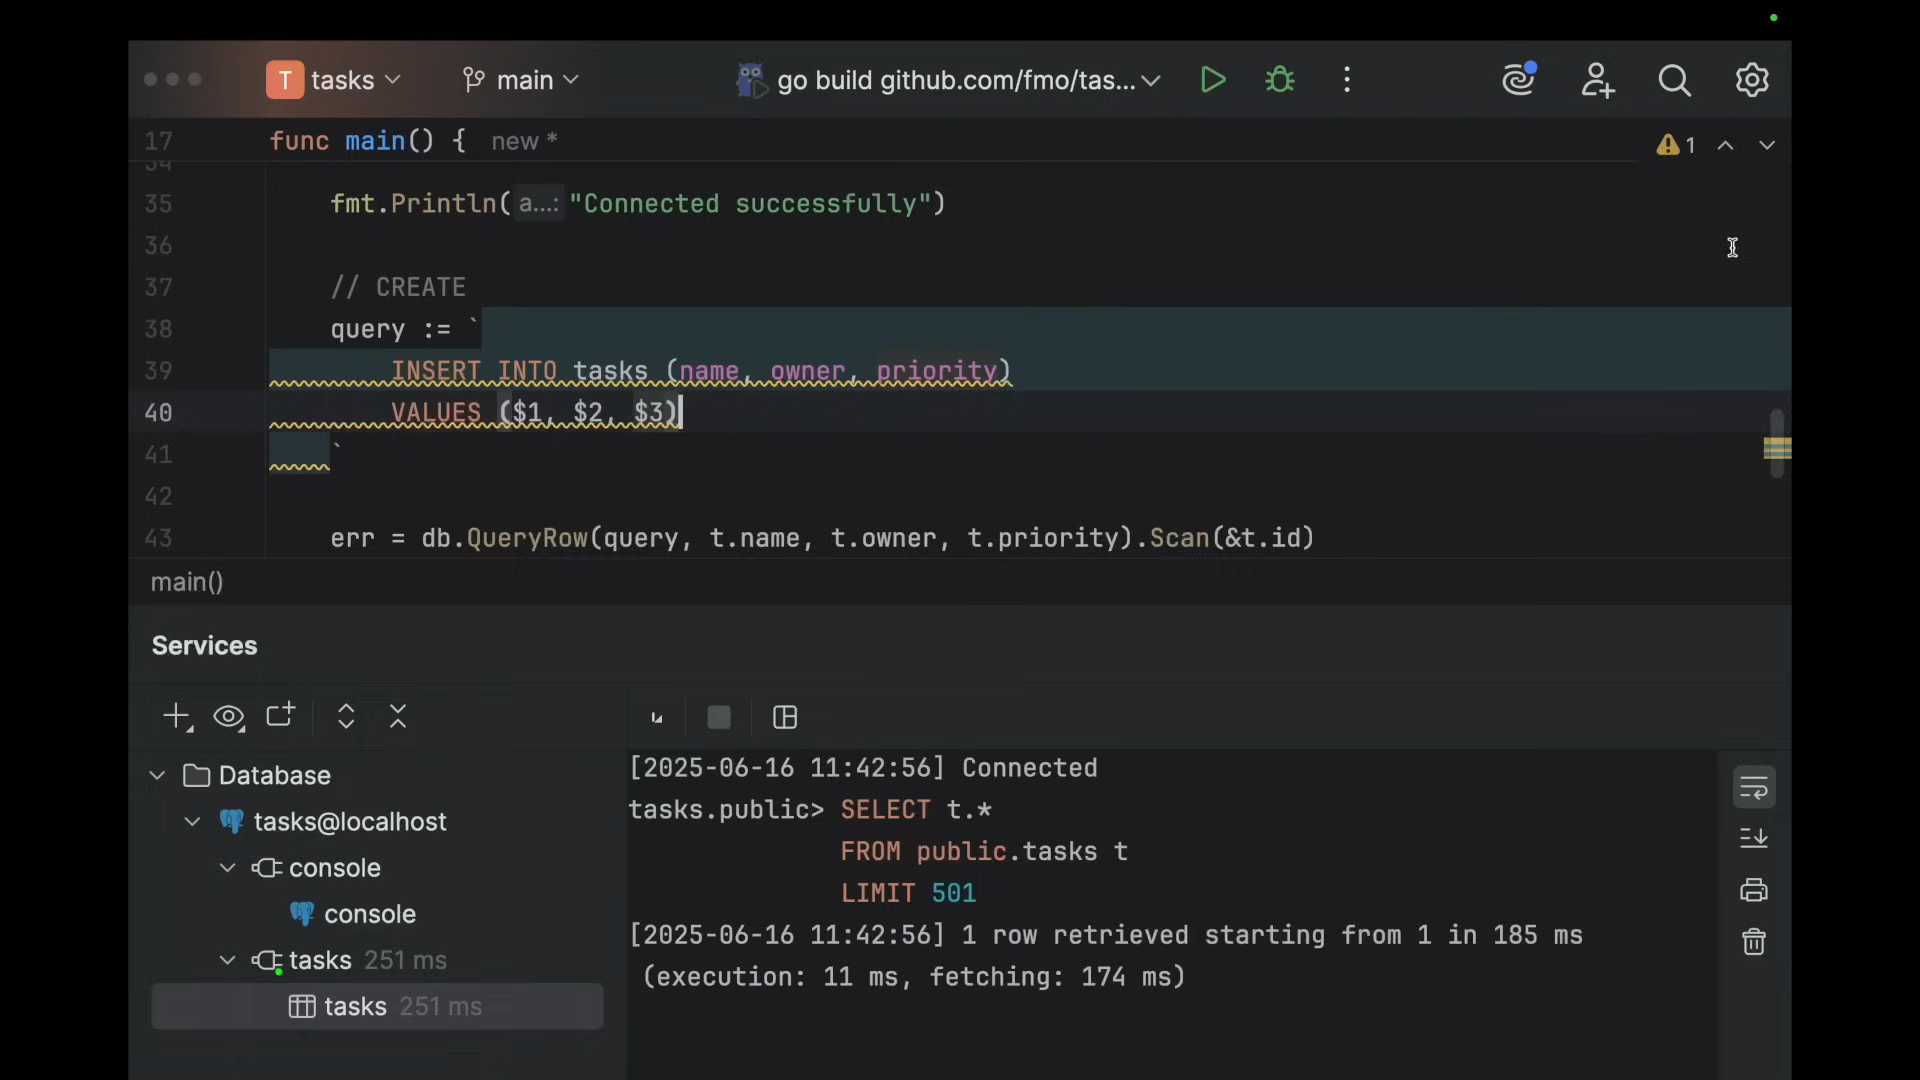 T tasks main go build github.com/fmo/tas...
17 func main() { new *
1
35 fmt.Println( a...: "Connected successfully")
36
37 // CREATE
38 query := `
39 INSERT INTO tasks (name, owner, priority)
40 VALUES ($1, $2, $3)
41 `
42
43 err = db.QueryRow(query, t.name, t.owner, t.priority).Scan(&t.id)
main()
Services
Database
tasks@localhost
console
console
tasks 251 ms
tasks 251 ms
[2025-06-16 11:42:56] Connected
tasks.public> SELECT t.*
FROM public.tasks t
LIMIT 501
[2025-06-16 11:42:56] 1 row retrieved starting from 1 in 185 ms
(execution: 11 ms, fetching: 174 ms)